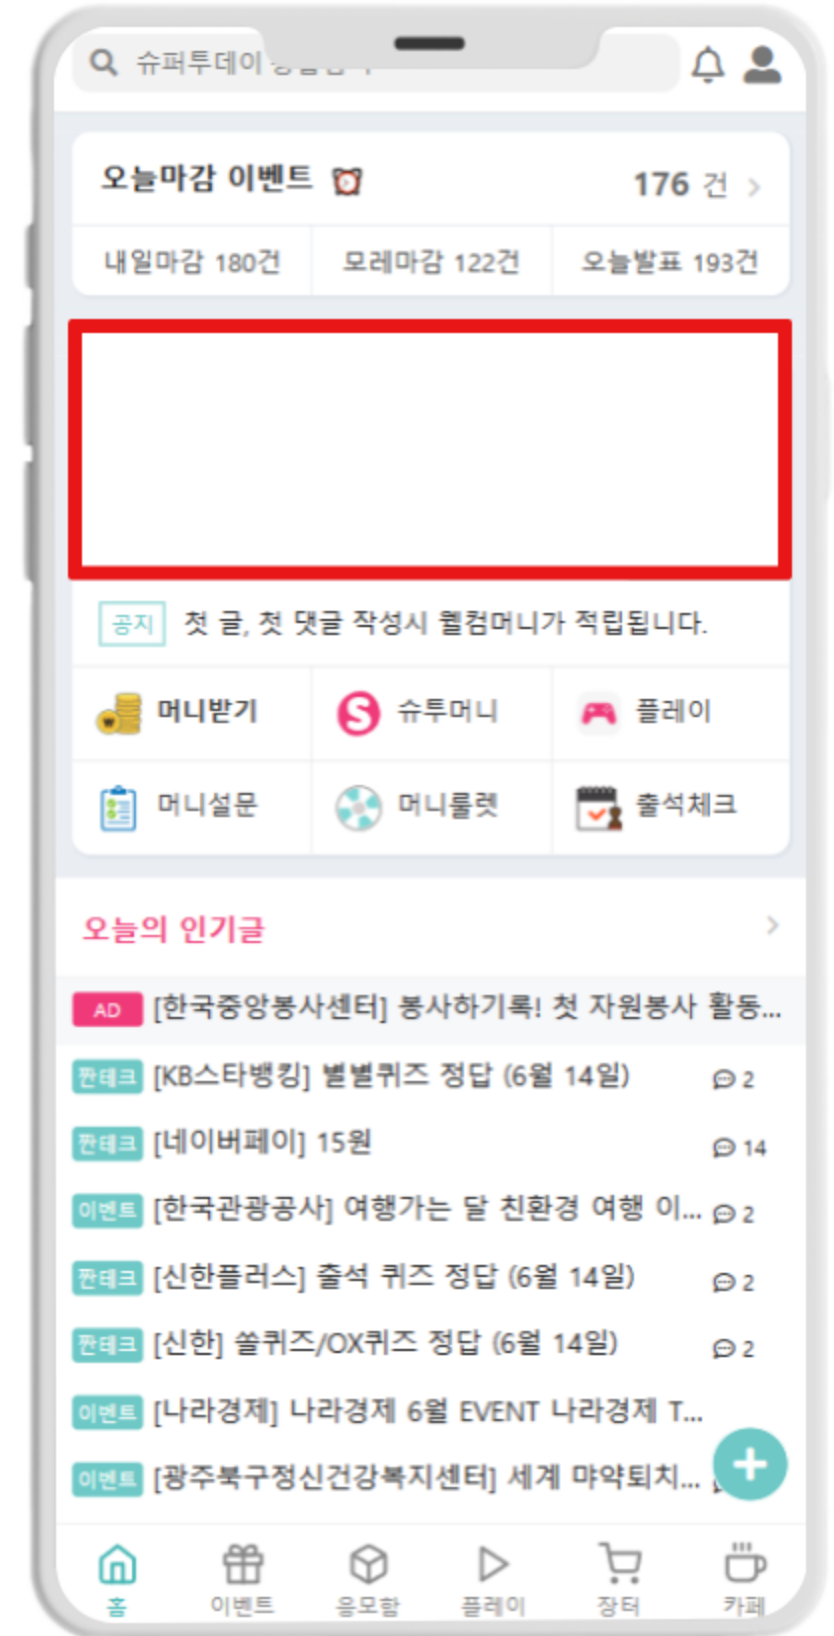 슈퍼투데이
오늘마감 이벤트 176 건
내일마감 180건 모레마감 122건 오늘발표 193건
공지 첫 글, 첫 댓글 작성시 웰컴머니가 적립됩니다.
머니받기 S 슈투머니 플레이
머니설문 머니룰렛 출석체크
오늘의 인기글
AD [한국중앙봉사센터] 봉사하기록! 첫 자원봉사 활동...
짠테크 [KB스타뱅킹] 별별퀴즈 정답 (6월 14일) 2
짠테크 [네이버페이] 15원 14
이벤트 [한국관광공사] 여행가는 달 친환경 여행 이... 2
짠테크 [신한플러스] 출석 퀴즈 정답 (6월 14일) 2
짠테크 [신한] 쏠퀴즈/OX퀴즈 정답 (6월 14일) 2
이벤트 [나라경제] 나라경제 6월 EVENT 나라경제 T...
이벤트 [광주북구정신건강복지센터] 세계 먀약퇴치...
홈 이벤트 응모함 플레이 장터 카페